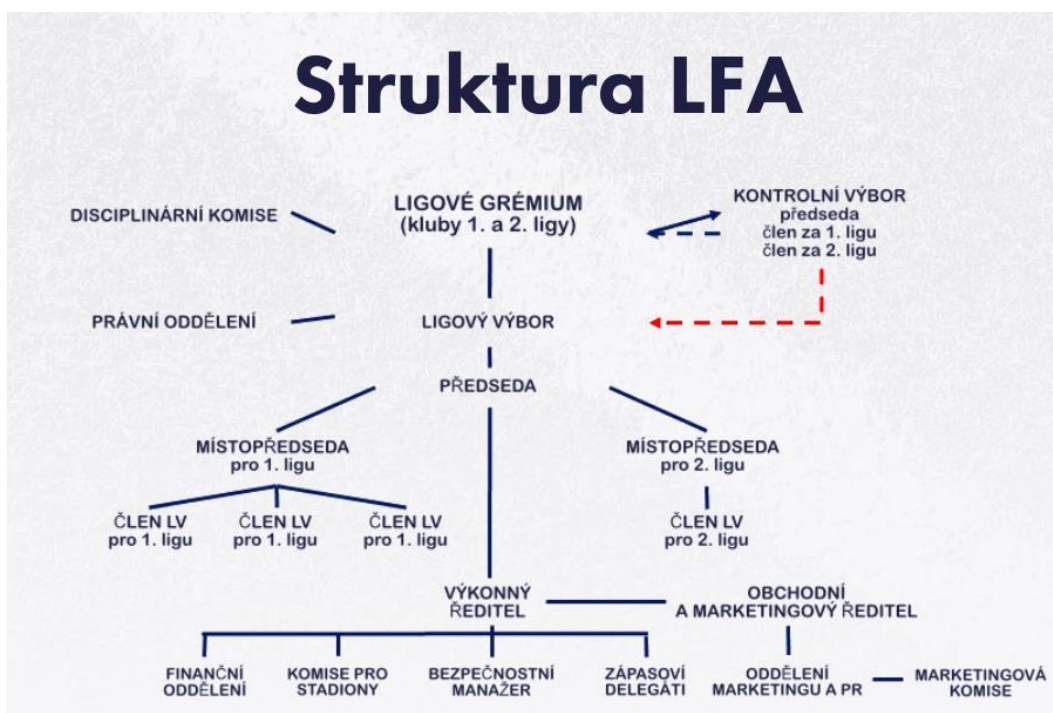 Struktura LFA
DISCIPLINÁRNÍ KOMISE
LIGOVÉ GRÉMIUM
(kluby 1. a 2. ligy)
KONTROLNÍ VÝBOR
předseda
člen za 1. ligu
člen za 2. ligu
PRÁVNÍ ODDĚLENÍ
LIGOVÝ VÝBOR
PŘEDSEDA
MÍSTOPŘEDSEDA
pro 1. ligu
MÍSTOPŘEDSEDA
pro 2. ligu
ČLEN LV
pro 1. ligu
ČLEN LV
pro 1. ligu
ČLEN LV
pro 1. ligu
ČLEN LV
pro 2. ligu
VÝKONNÝ
ŘEDITEL
OBCHODNÍ
A MARKETINGOVÝ ŘEDITEL
FINANČNÍ
ODDĚLENÍ
KOMISE PRO
STADIONY
BEZPEČNOSTNÍ
MANAŽER
ZÁPASOVÍ
DELEGÁTI
ODDĚLENÍ
MARKETINGU A PR
MARKETINGOVÁ
KOMISE